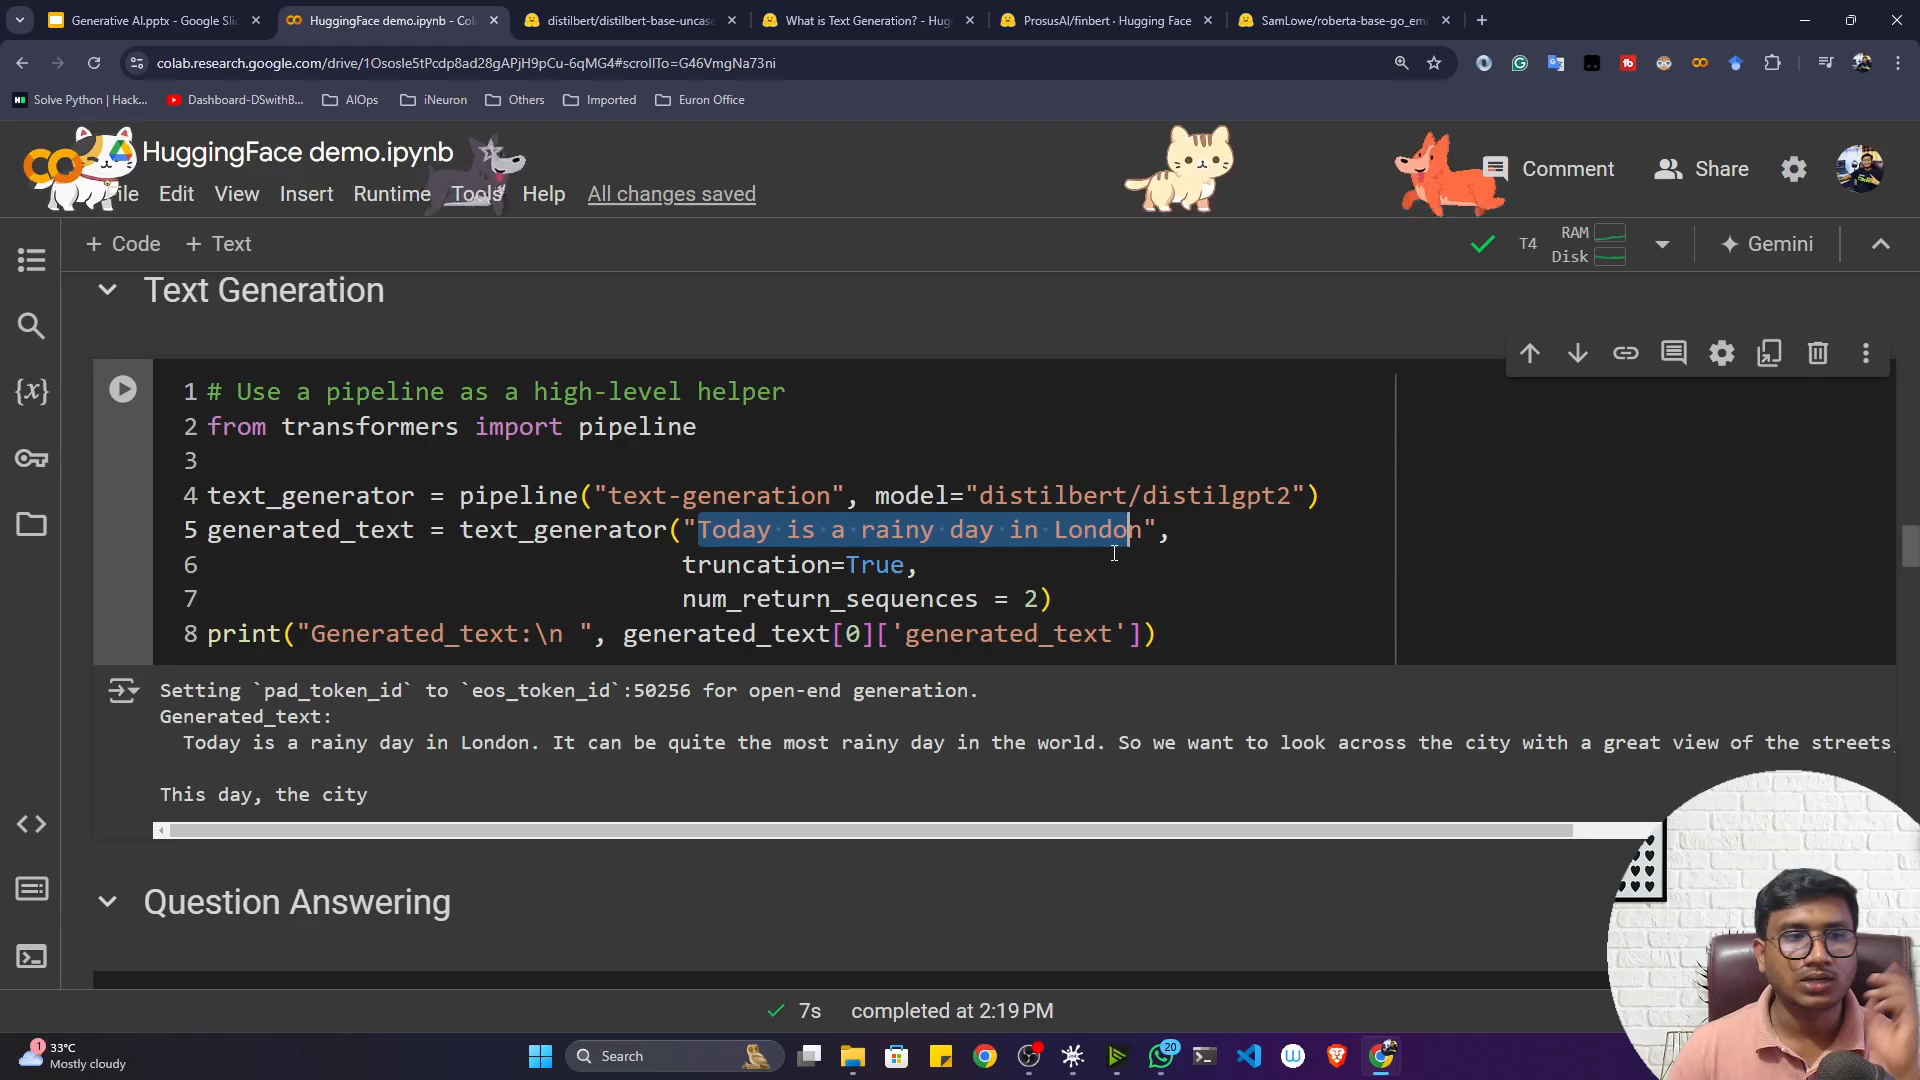 Generative AI.pptx - Google Sli
HuggingFace demo.ipynb - Col
distilbert/distilbert-base-uncase
What is Text Generation? - Hug
ProsusAI/finbert · Hugging Face
SamLowe/roberta-base-go_emo
colab.research.google.com/drive/1Ososle5tPcdp8ad28gAPjH9pCu-6qMG4#scrollTo=G46VmgNa73ni
Solve Python | Hack...
Dashboard-DSwithB...
AIOps
iNeuron
Others
Imported
Euron Office
HuggingFace demo.ipynb
Comment
Share
ile Edit View Insert Runtime Tools Help All changes saved
+ Code + Text
T4
RAM
Disk
Gemini
Text Generation
1 # Use a pipeline as a high-level helper
2 from transformers import pipeline
3
4 text_generator = pipeline("text-generation", model="distilbert/distilgpt2")
5 generated_text = text_generator("Today is a rainy day in London",
6 truncation=True,
7 num_return_sequences = 2)
8 print("Generated_text:\n ", generated_text[0]['generated_text'])
Setting `pad_token_id` to `eos_token_id`:50256 for open-end generation.
Generated_text:
Today is a rainy day in London. It can be quite the most rainy day in the world. So we want to look across the city with a great view of the streets,
This day, the city
Question Answering
7s completed at 2:19 PM
1
33°C
Mostly cloudy
Search
20